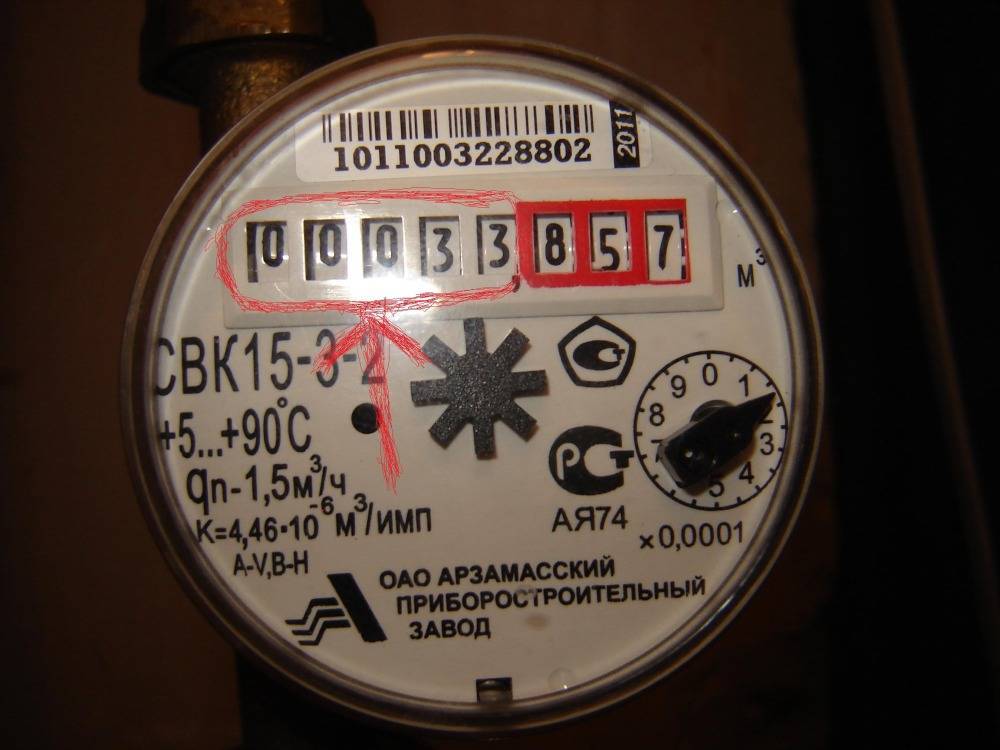 2011
1011003228802
00033857
м³
СВК15-3-2
+5...+90°С
qn-1,5м³/ч
К=4,46·10⁻⁶ м³/ИМП
A-V,B-H
9 0 1
8 2
7 3
5 4
РСТ
АЯ74
×0,0001
ОАО АРЗАМАССКИЙ
ПРИБОРОСТРОИТЕЛЬНЫЙ
ЗАВОД